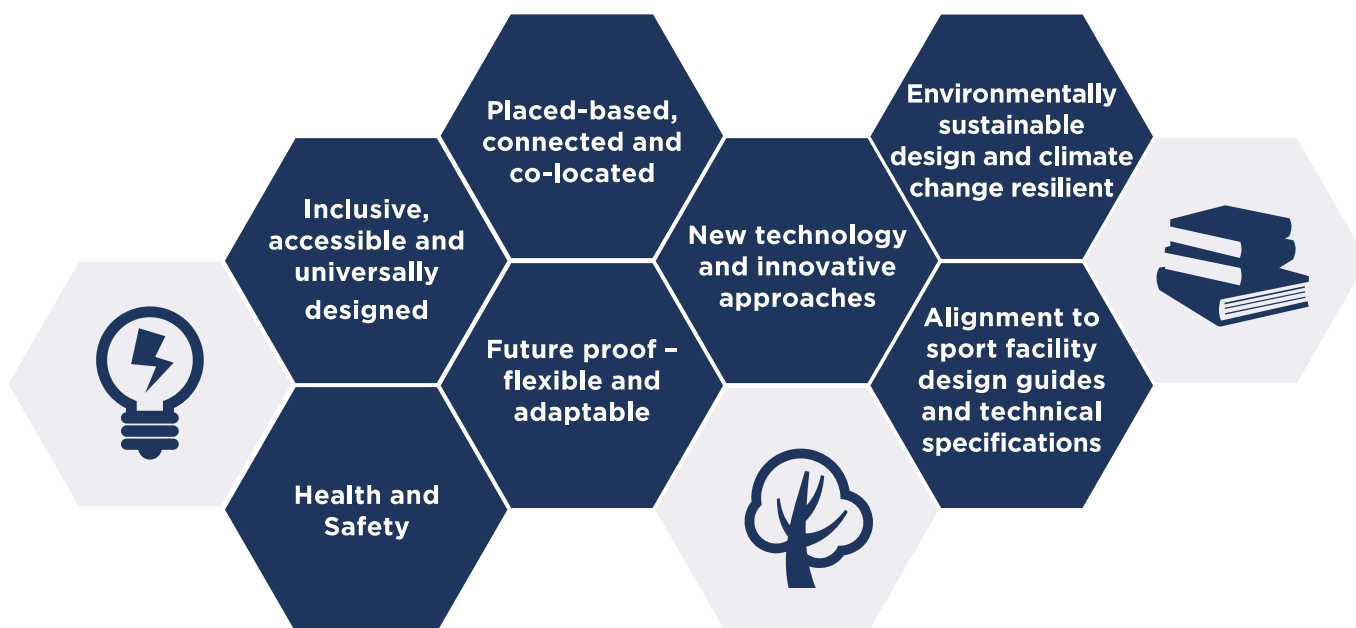 Placed-based,
connected and
co-located
Environmentally
sustainable
design and climate
change resilient
Inclusive,
accessible and
universally
designed
New technology
and innovative
approaches
Future proof –
flexible and
adaptable
Alignment to
sport facility
design guides
and technical
specifications
Health and
Safety